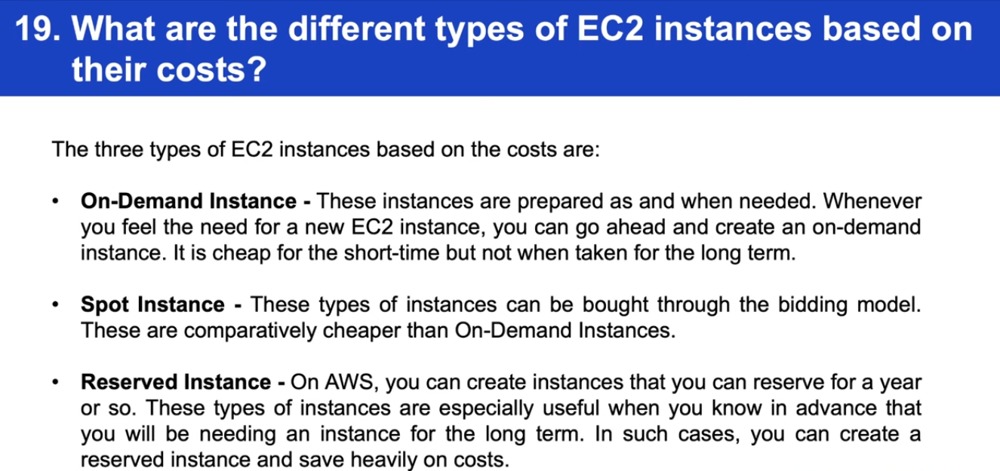 19. What are the different types of EC2 instances based on
their costs?
The three types of EC2 instances based on the costs are:
• On-Demand Instance - These instances are prepared as and when needed. Whenever
you feel the need for a new EC2 instance, you can go ahead and create an on-demand
instance. It is cheap for the short-time but not when taken for the long term.
• Spot Instance - These types of instances can be bought through the bidding model.
These are comparatively cheaper than On-Demand Instances.
• Reserved Instance - On AWS, you can create instances that you can reserve for a year
or so. These types of instances are especially useful when you know in advance that
you will be needing an instance for the long term. In such cases, you can create a
reserved instance and save heavily on costs.